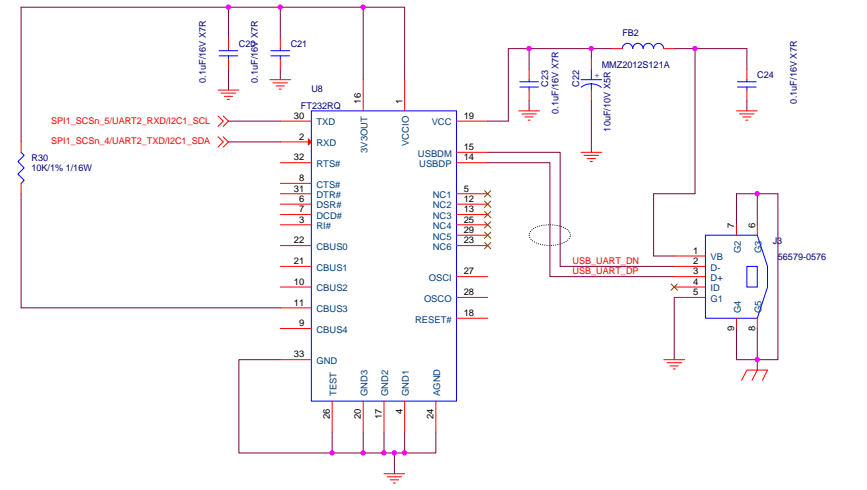 C20
0.1uF/16V X7R
C21
0.1uF/16V X7R
FB2
MMZ2012S121A
C23
0.1uF/16V X7R
C22
10uF/10V X5R
+
C24
0.1uF/16V X7R
U8
FT232RQ
SPI1_SCSn_5/UART2_RXD/I2C1_SCL
SPI1_SCSn_4/UART2_TXD/I2C1_SDA
R30
10K/1% 1/16W
16
3V3OUT
1
VCCIO
30 TXD
2 RXD
32 RTS#
8 CTS#
31 DTR#
6 DSR#
7 DCD#
3 RI#
22 CBUS0
21 CBUS1
10 CBUS2
11 CBUS3
9 CBUS4
33 GND
VCC 19
USBDM 15
USBDP 14
NC1 5
NC2 12
NC3 13
NC4 25
NC5 29
NC6 23
OSCI 27
OSCO 28
RESET# 18
TEST 26
GND3 20
GND2 17
GND1 4
AGND 24
USB_UART_DN
USB_UART_DP
J3
56579-0576
1 VB
2 D-
3 D+
4 ID
5 G1
7 G2
6 G3
9 G4
8 G5